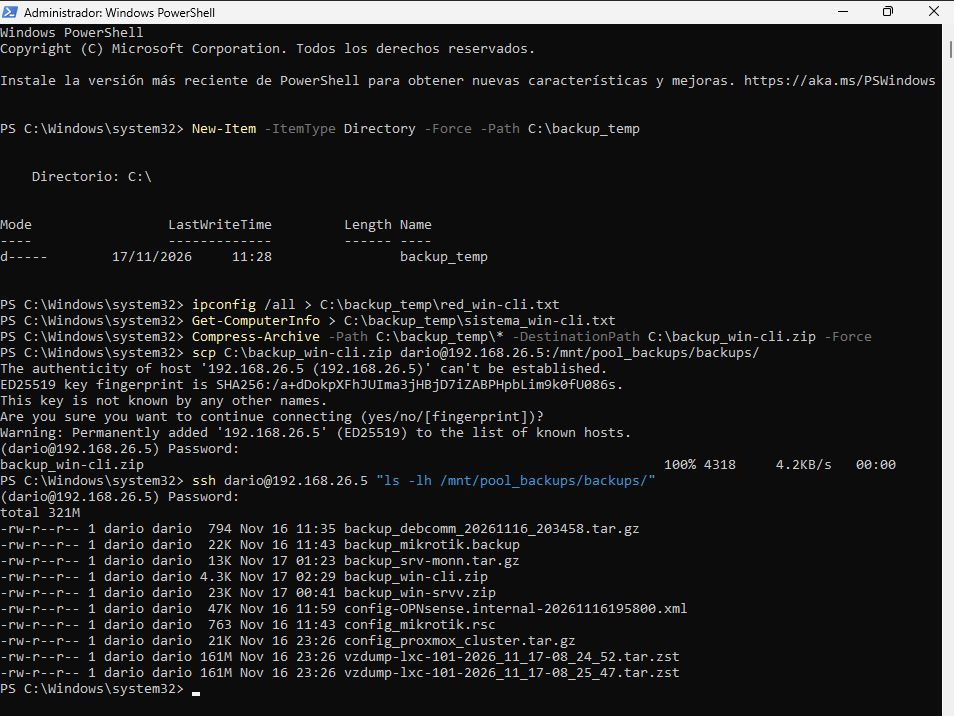 Administrador: Windows PowerShell
Windows PowerShell
Copyright (C) Microsoft Corporation. Todos los derechos reservados.
Instale la versión más reciente de PowerShell para obtener nuevas características y mejoras. https://aka.ms/PSWindows
PS C:\Windows\system32> New-Item -ItemType Directory -Force -Path C:\backup_temp
    Directorio: C:\
Mode                 LastWriteTime         Length Name
----                 -------------         ------ ----
d-----        17/11/2026     11:28                backup_temp
PS C:\Windows\system32> ipconfig /all > C:\backup_temp\red_win-cli.txt
PS C:\Windows\system32> Get-ComputerInfo > C:\backup_temp\sistema_win-cli.txt
PS C:\Windows\system32> Compress-Archive -Path C:\backup_temp\* -DestinationPath C:\backup_win-cli.zip -Force
PS C:\Windows\system32> scp C:\backup_win-cli.zip dario@192.168.26.5:/mnt/pool_backups/backups/
The authenticity of host '192.168.26.5 (192.168.26.5)' can't be established.
ED25519 key fingerprint is SHA256:/a+dDokpXFhJUIma3jHBjD7iZABPHpbLim9k0fU086s.
This key is not known by any other names.
Are you sure you want to continue connecting (yes/no/[fingerprint])?
Warning: Permanently added '192.168.26.5' (ED25519) to the list of known hosts.
(dario@192.168.26.5) Password:
backup_win-cli.zip                                                                 100% 4318     4.2KB/s   00:00
PS C:\Windows\system32> ssh dario@192.168.26.5 "ls -lh /mnt/pool_backups/backups/"
(dario@192.168.26.5) Password:
total 321M
-rw-r--r-- 1 dario dario  794 Nov 16 11:35 backup_debcomm_20261116_203458.tar.gz
-rw-r--r-- 1 dario dario  22K Nov 16 11:43 backup_mikrotik.backup
-rw-r--r-- 1 dario dario  13K Nov 17 01:23 backup_srv-monn.tar.gz
-rw-r--r-- 1 dario dario 4.3K Nov 17 02:29 backup_win-cli.zip
-rw-r--r-- 1 dario dario  23K Nov 17 00:41 backup_win-srvv.zip
-rw-r--r-- 1 dario dario  47K Nov 16 11:59 config-OPNsense.internal-20261116195800.xml
-rw-r--r-- 1 dario dario  763 Nov 16 11:43 config_mikrotik.rsc
-rw-r--r-- 1 dario dario  21K Nov 16 23:26 config_proxmox_cluster.tar.gz
-rw-r--r-- 1 dario dario 161M Nov 16 23:26 vzdump-lxc-101-2026_11_17-08_24_52.tar.zst
-rw-r--r-- 1 dario dario 161M Nov 16 23:26 vzdump-lxc-101-2026_11_17-08_25_47.tar.zst
PS C:\Windows\system32>